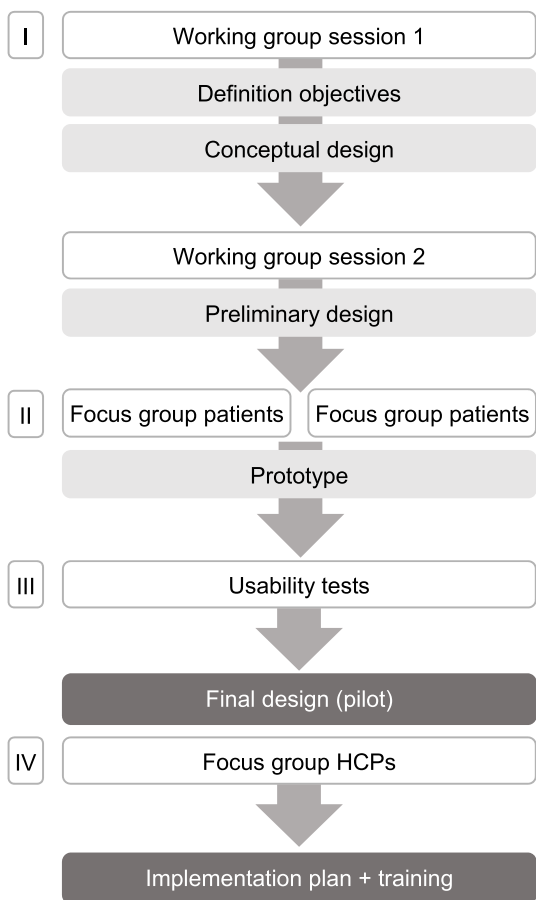 I
Working group session 1
Definition objectives
Conceptual design
Working group session 2
Preliminary design
II
Focus group patients
Focus group patients
Prototype
III
Usability tests
Final design (pilot)
IV
Focus group HCPs
Implementation plan + training